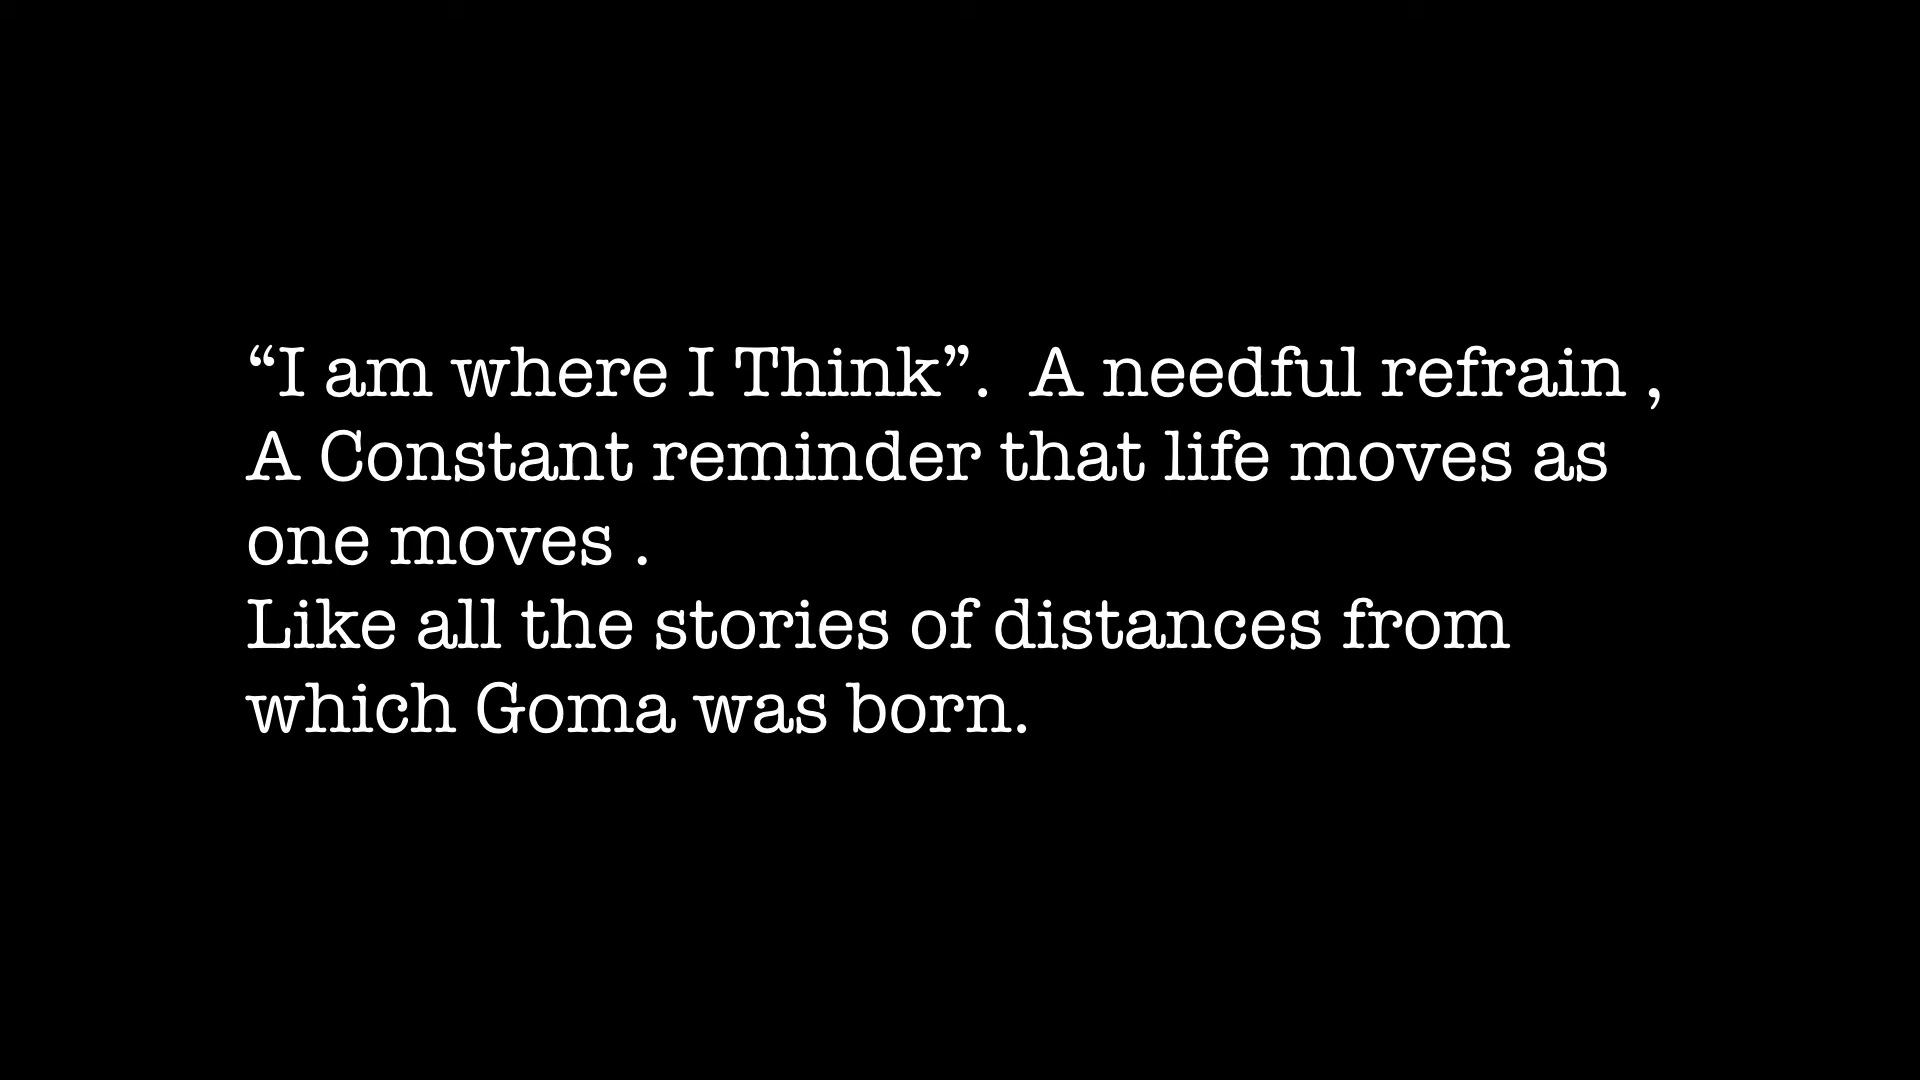 “I am where I Think”.  A needful refrain ,
A Constant reminder that life moves as
one moves .
Like all the stories of distances from
which Goma was born.